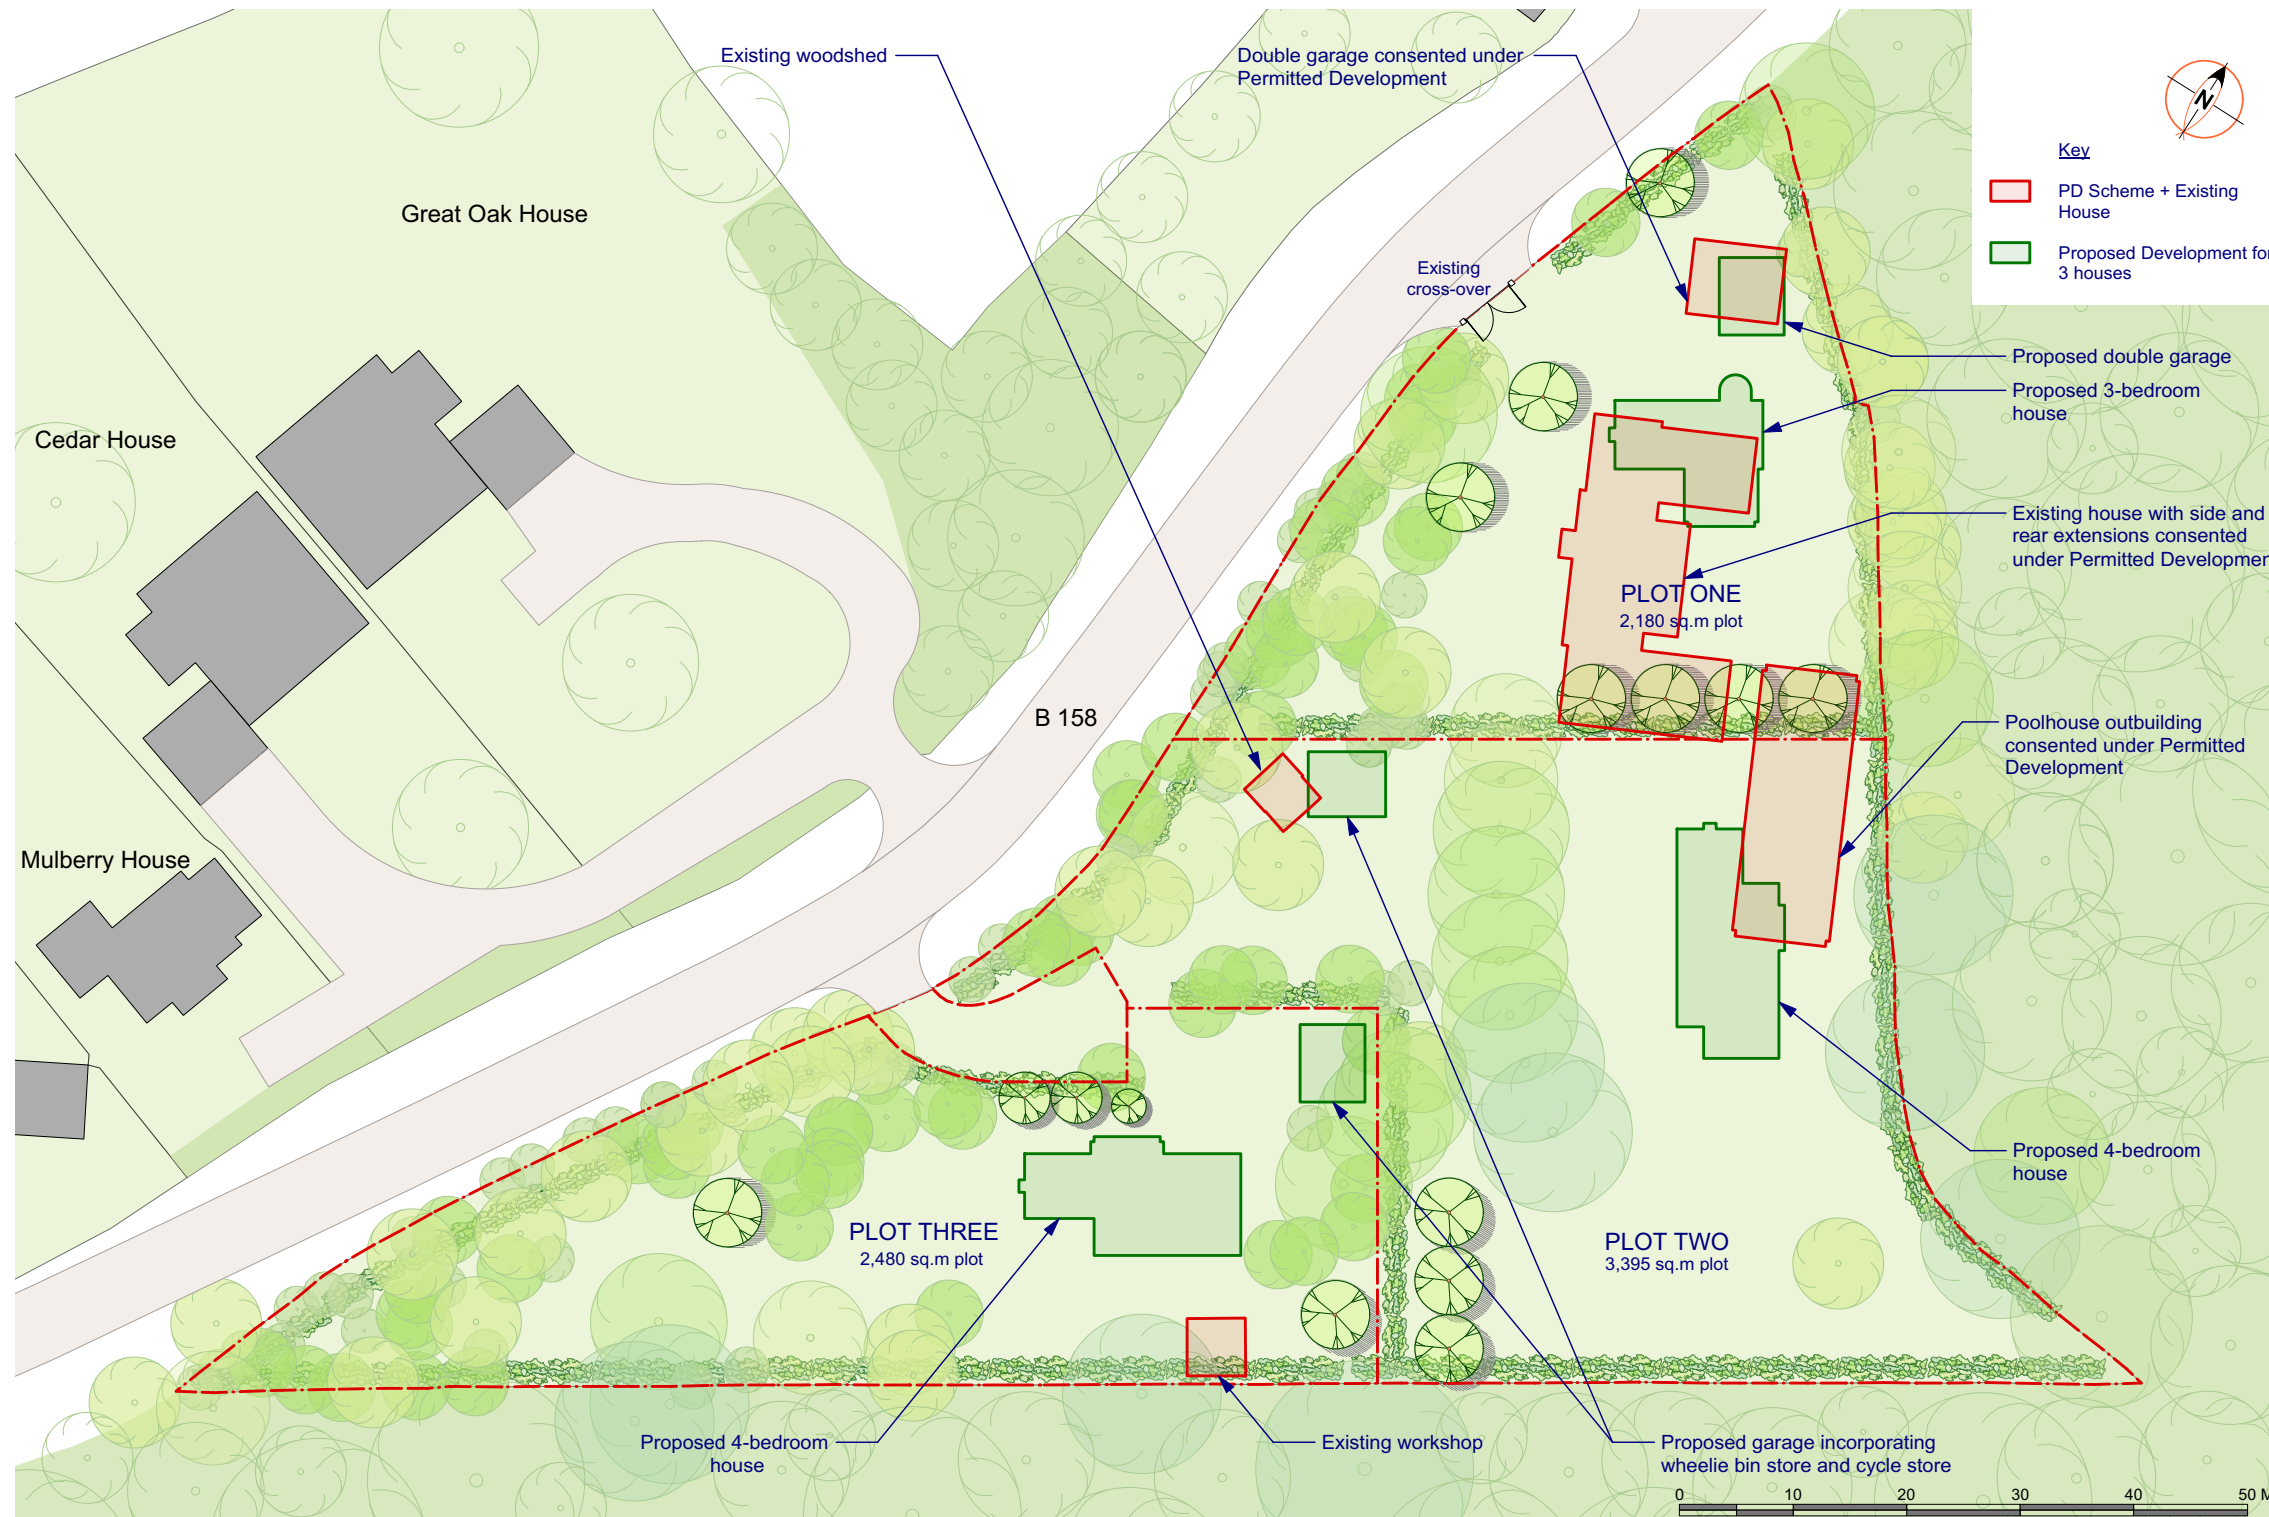 Existing woodshed
Double garage consented under
Permitted Development
N
Key
PD Scheme + Existing
House
Proposed Development for
3 houses
Great Oak House
Existing
cross-over
Proposed double garage
Proposed 3-bedroom
house
Cedar House
Existing house with side and
rear extensions consented
under Permitted Developmen
PLOT ONE
2,180 sq.m plot
B 158
Poolhouse outbuilding
consented under Permitted
Development
Mulberry House
Proposed 4-bedroom
house
PLOT THREE
2,480 sq.m plot
PLOT TWO
3,395 sq.m plot
Proposed 4-bedroom
house
Existing workshop
Proposed garage incorporating
wheelie bin store and cycle store
0 10 20 30 40 50 M